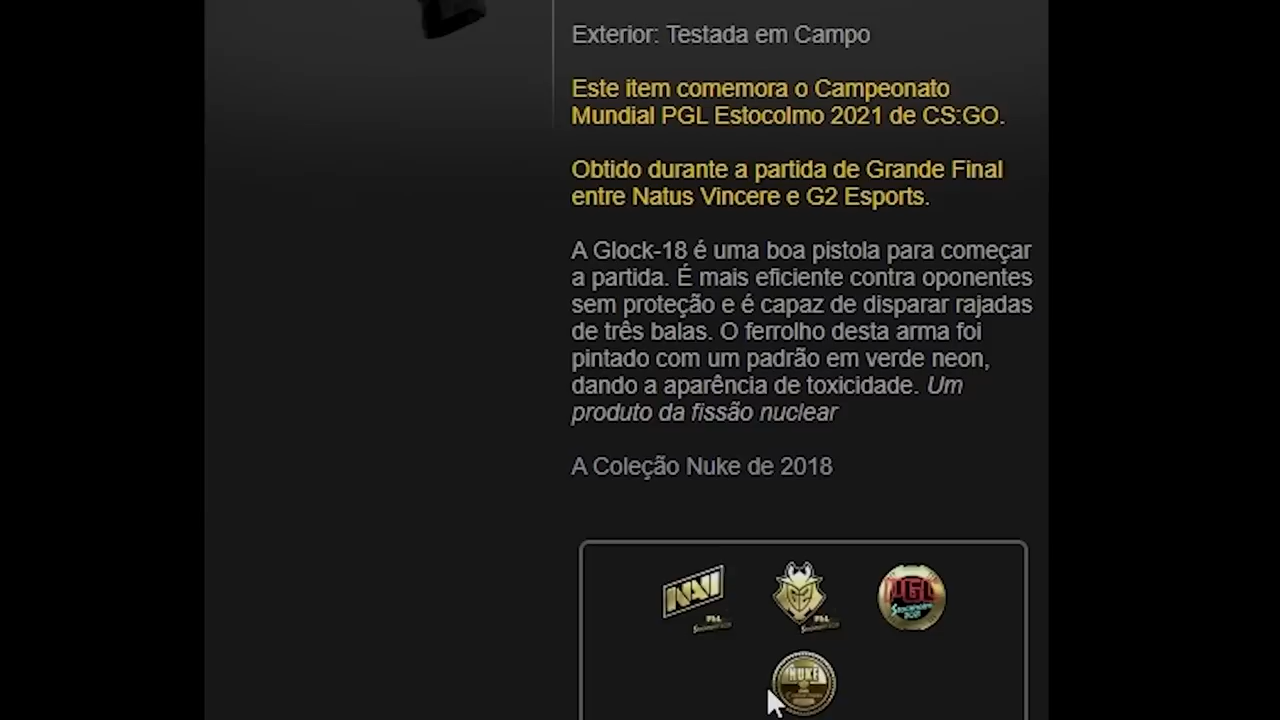 Exterior: Testada em Campo
Este item comemora o Campeonato
Mundial PGL Estocolmo 2021 de CS:GO.
Obtido durante a partida de Grande Final
entre Natus Vincere e G2 Esports.
A Glock-18 é uma boa pistola para começar
a partida. É mais eficiente contra oponentes
sem proteção e é capaz de disparar rajadas
de três balas. O ferrolho desta arma foi
pintado com um padrão em verde neon,
dando a aparência de toxicidade. Um
produto da fissão nuclear
A Coleção Nuke de 2018
NAVI G2 PGL
NUKE